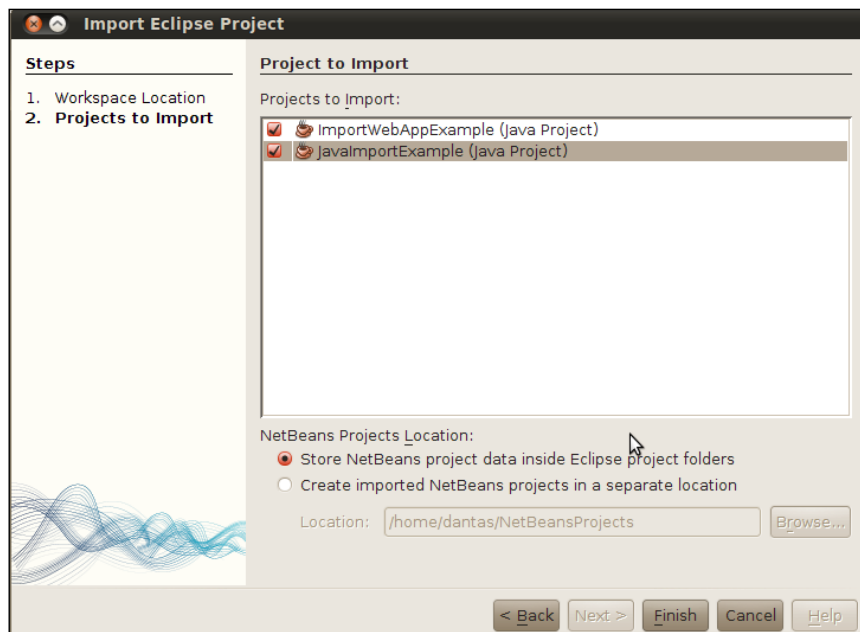 Import Eclipse Project
Steps
1. Workspace Location
2. Projects to Import
Project to Import
Projects to Import:
ImportWebAppExample (Java Project)
JavaImportExample (Java Project)
NetBeans Projects Location:
Store NetBeans project data inside Eclipse project folders
Create imported NetBeans projects in a separate location
Location: /home/dantas/NetBeansProjects Browse...
< Back Next > Finish Cancel Help